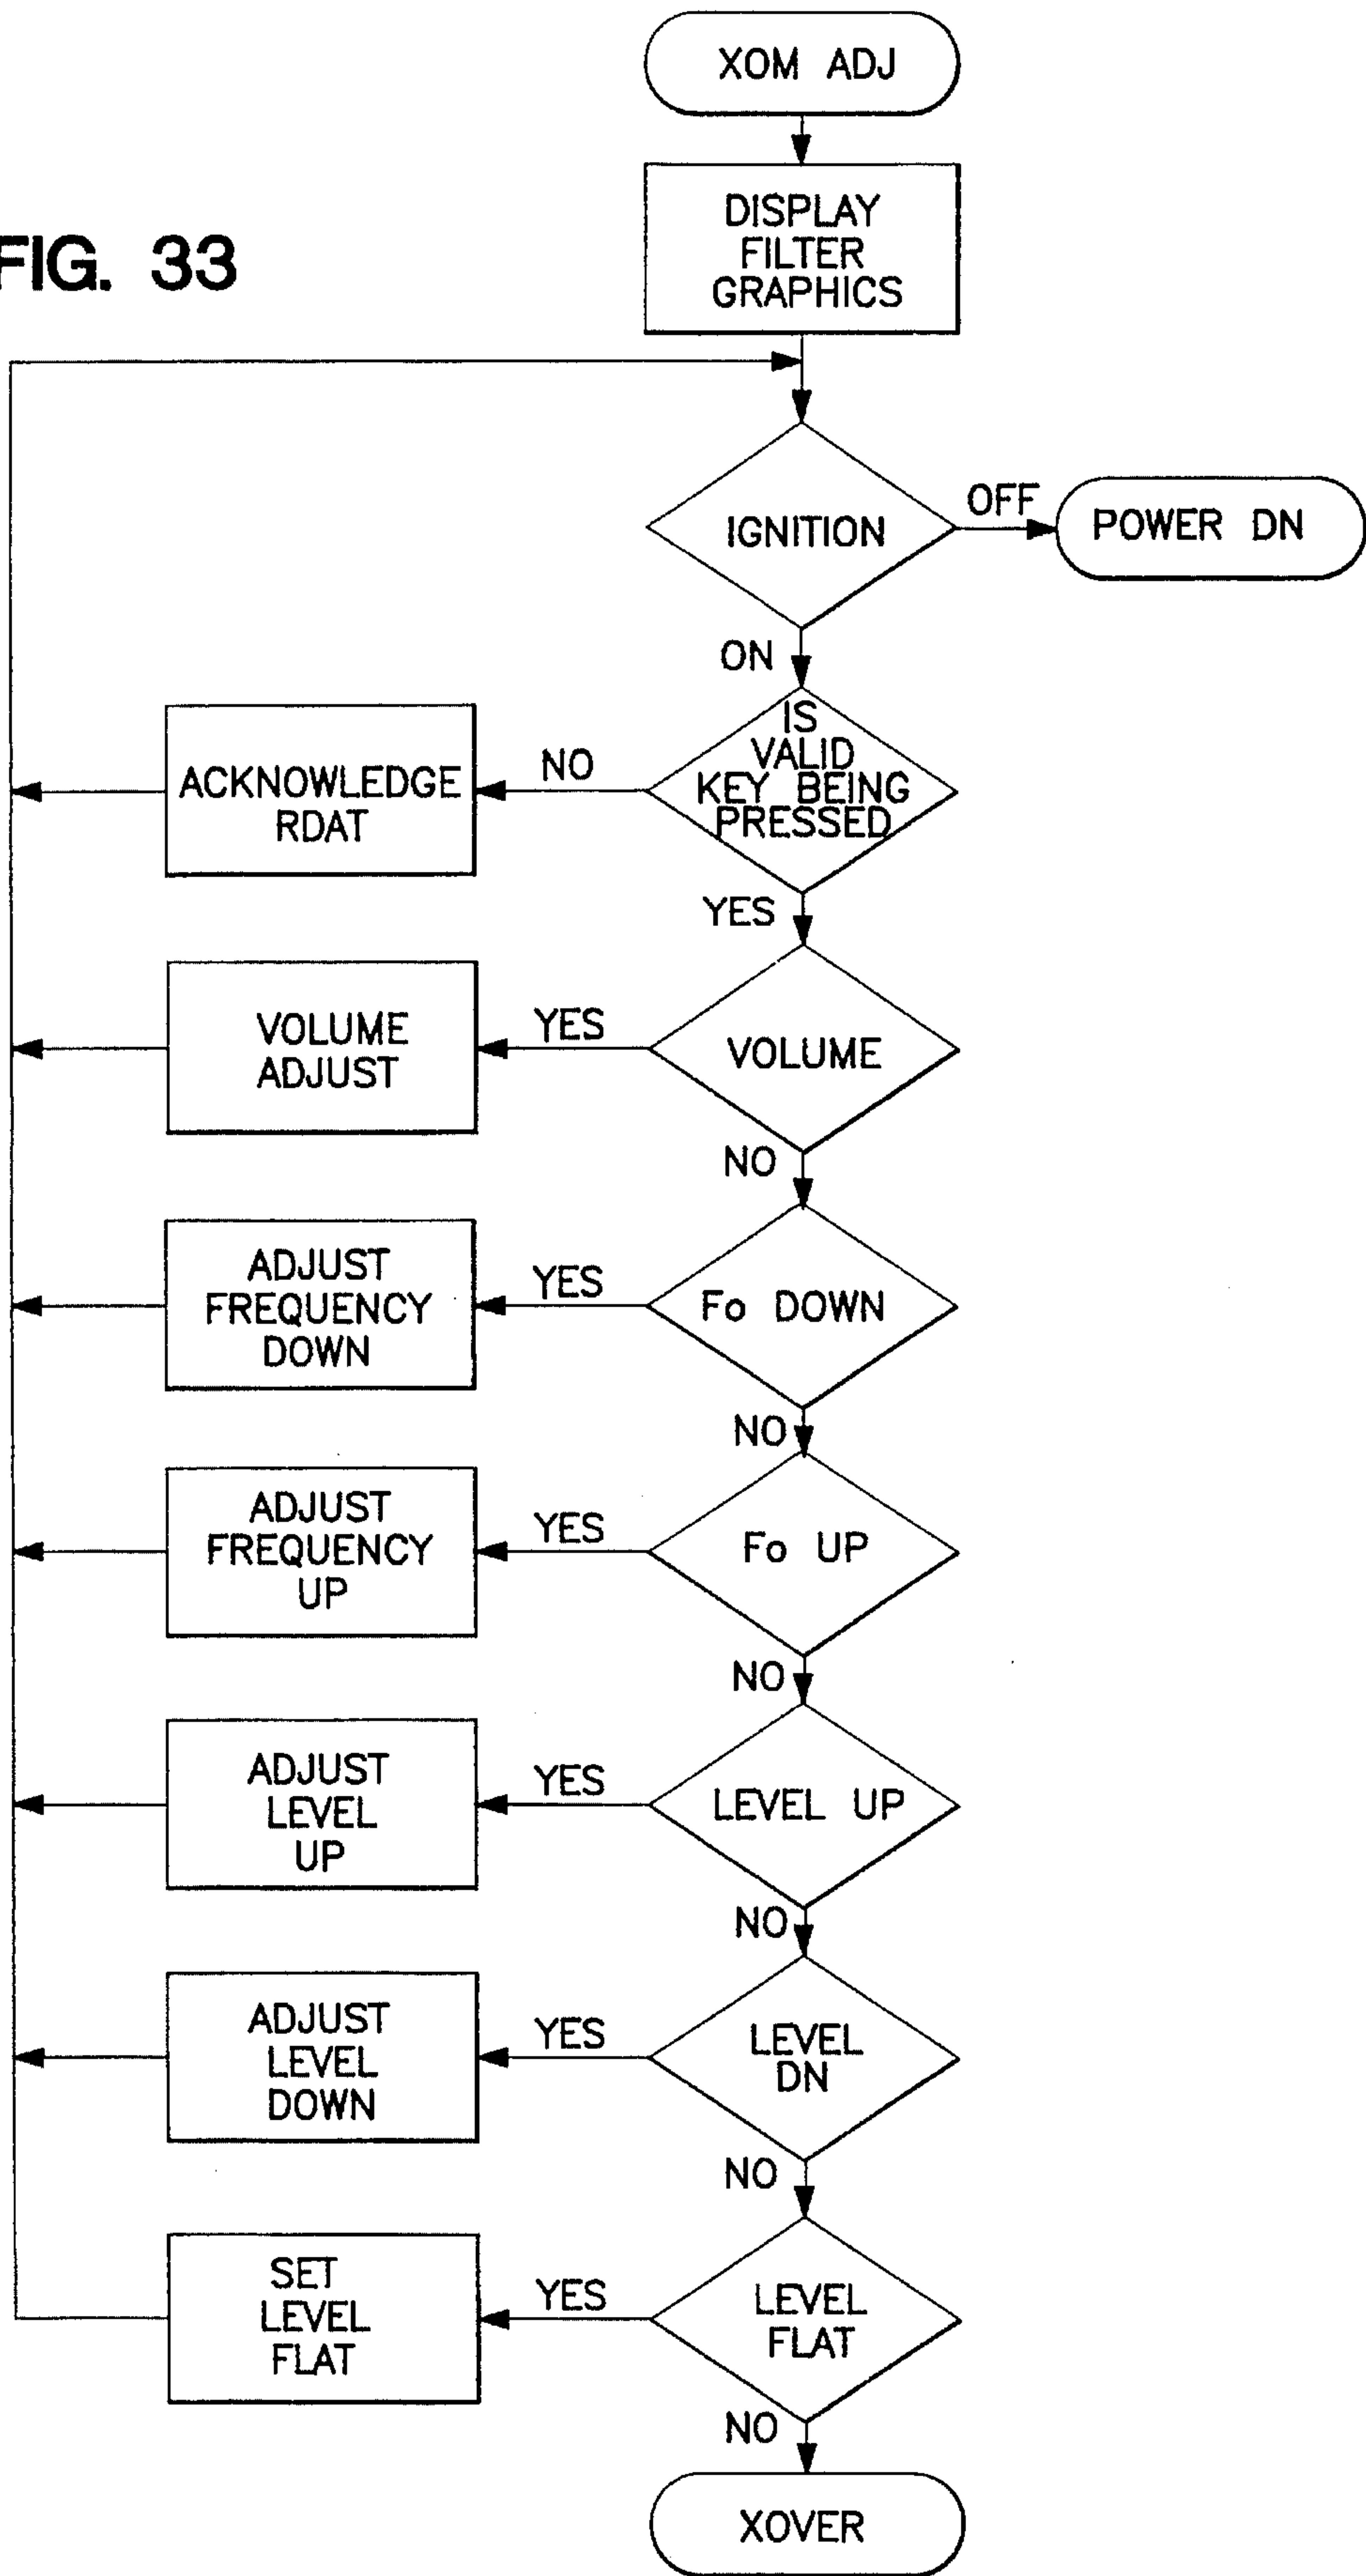 XOM ADJ
DISPLAY
FILTER
GRAPHICS
FIG. 33
IGNITION
OFF
POWER DN
ON
IS
VALID
KEY BEING
PRESSED
NO
ACKNOWLEDGE
RDAT
YES
VOLUME
YES
VOLUME
ADJUST
NO
Fo DOWN
YES
ADJUST
FREQUENCY
DOWN
NO
Fo UP
YES
ADJUST
FREQUENCY
UP
NO
LEVEL UP
YES
ADJUST
LEVEL
UP
NO
LEVEL
DN
YES
ADJUST
LEVEL
DOWN
NO
LEVEL
FLAT
YES
SET
LEVEL
FLAT
NO
XOVER